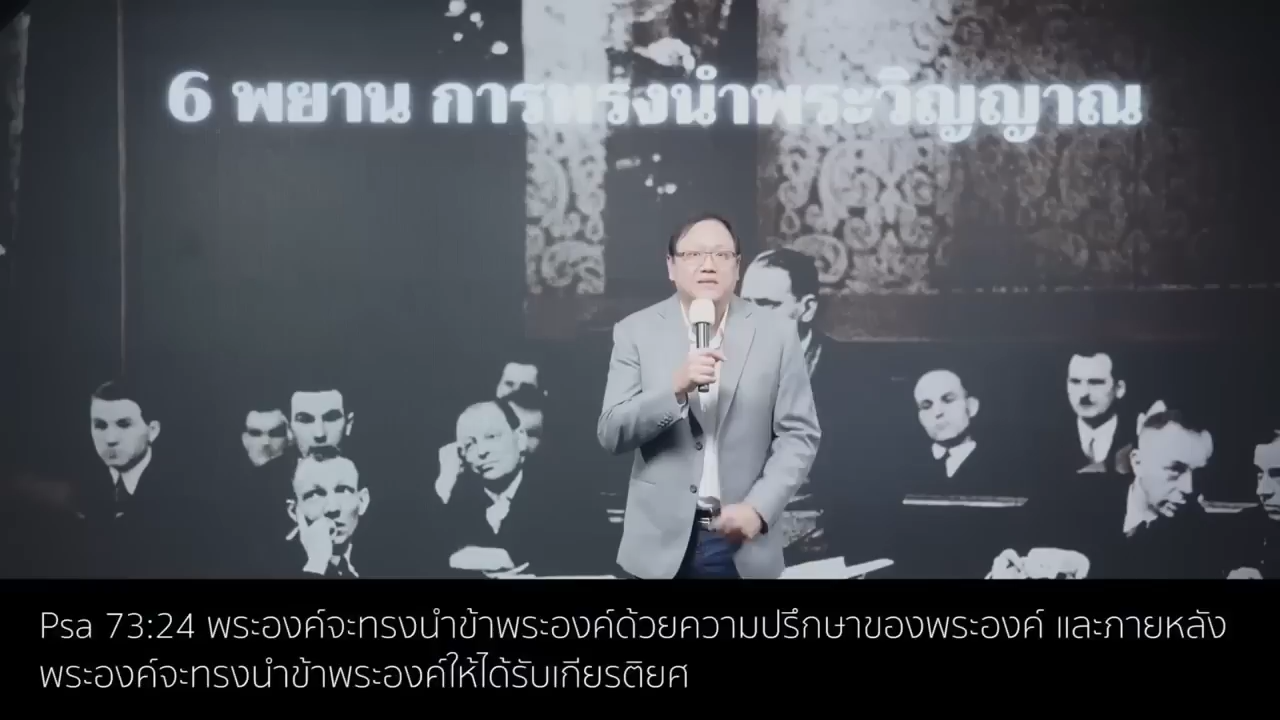 6 พยาน การทรงนำพระวิญญาณ
Psa 73:24 พระองค์จะทรงนำข้าพระองค์ด้วยความปรึกษาของพระองค์ และภายหลัง
พระองค์จะทรงนำข้าพระองค์ให้ได้รับเกียรติยศ